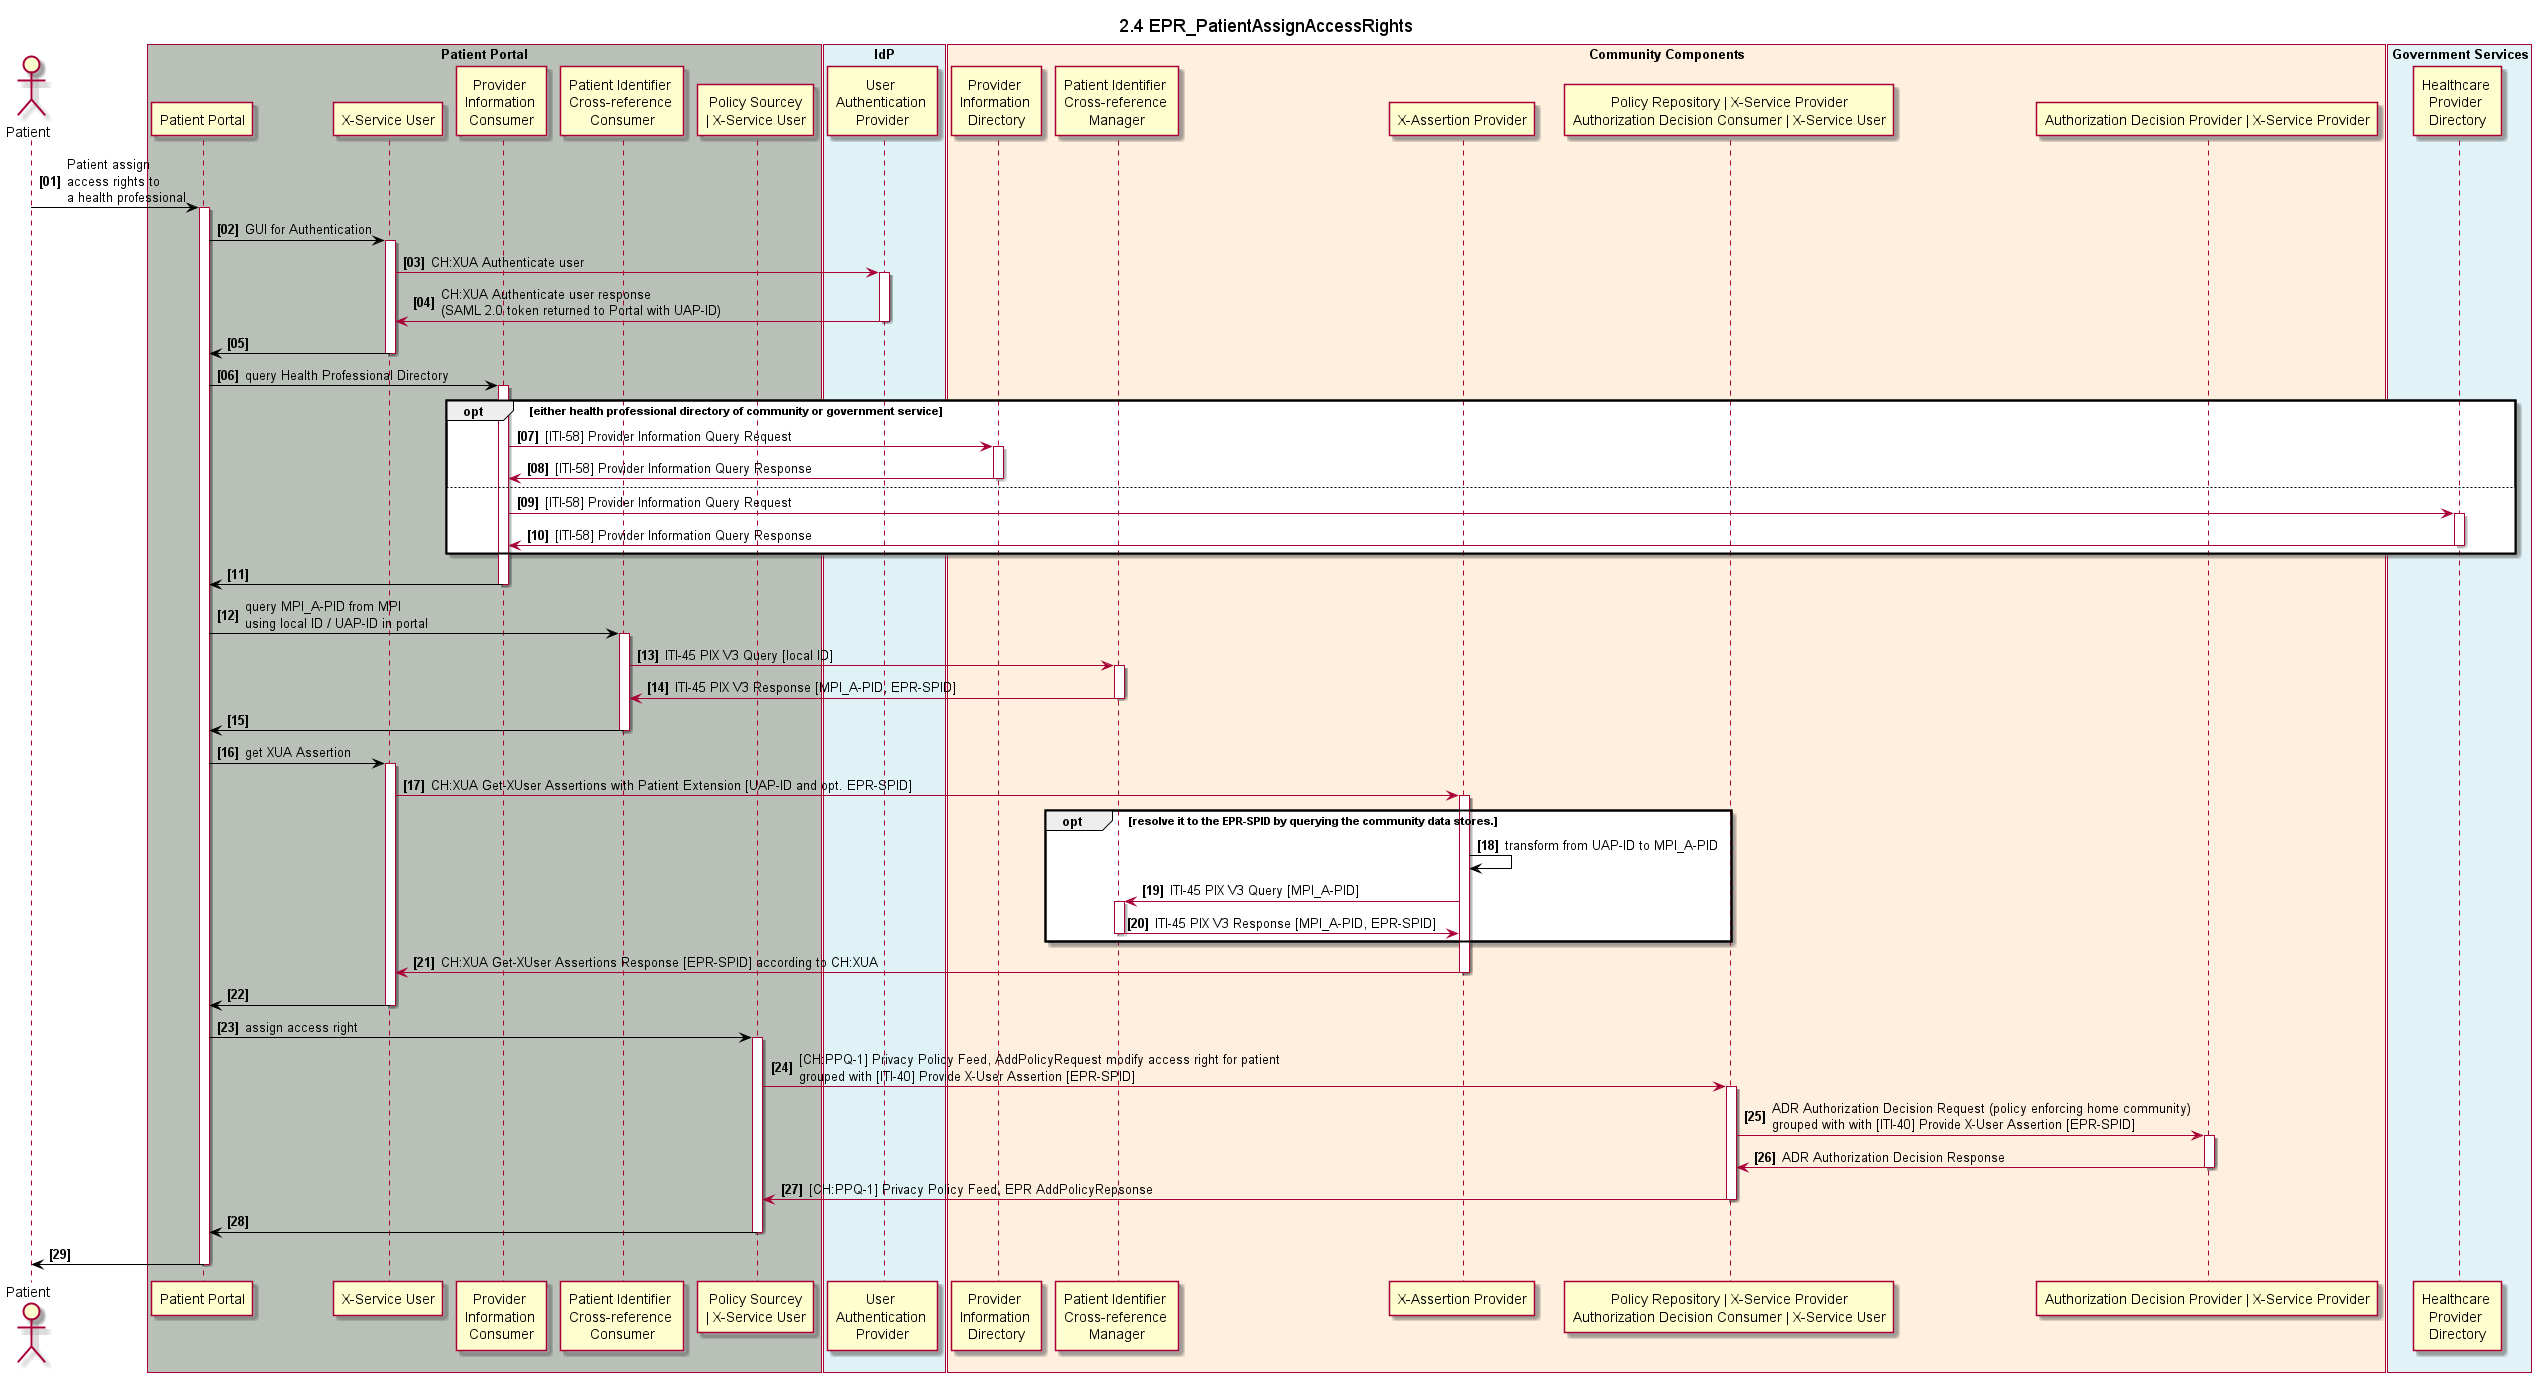 2.4 EPR_PatientAssignAccessRights
Patient Portal
IdP
Community Components
Government Services
Patient
Patient Portal
X-Service User
Provider
Information
Consumer
Patient Identifier
Cross-reference
Consumer
Policy Sourcey
| X-Service User
User
Authentication
Provider
Provider
Information
Directory
Patient Identifier
Cross-reference
Manager
X-Assertion Provider
Policy Repository | X-Service Provider
Authorization Decision Consumer | X-Service User
Authorization Decision Provider | X-Service Provider
Healthcare
Provider
Directory
[01] Patient assign
access rights to
a health professional
[02] GUI for Authentication
[03] CH:XUA Authenticate user
[04] CH:XUA Authenticate user response
(SAML 2.0 token returned to Portal with UAP-ID)
[05]
[06] query Health Professional Directory
opt [either health professional directory of community or government service]
[07] [ITI-58] Provider Information Query Request
[08] [ITI-58] Provider Information Query Response
[09] [ITI-58] Provider Information Query Request
[10] [ITI-58] Provider Information Query Response
[11]
[12] query MPI_A-PID from MPI
using local ID / UAP-ID in portal
[13] ITI-45 PIX V3 Query [local ID]
[14] ITI-45 PIX V3 Response [MPI_A-PID, EPR-SPID]
[15]
[16] get XUA Assertion
[17] CH:XUA Get-XUser Assertions with Patient Extension [UAP-ID and opt. EPR-SPID]
opt [resolve it to the EPR-SPID by querying the community data stores.]
[18] transform from UAP-ID to MPI_A-PID
[19] ITI-45 PIX V3 Query [MPI_A-PID]
[20] ITI-45 PIX V3 Response [MPI_A-PID, EPR-SPID]
[21] CH:XUA Get-XUser Assertions Response [EPR-SPID] according to CH:XUA
[22]
[23] assign access right
[24] [CH:PPQ-1] Privacy Policy Feed, AddPolicyRequest modify access right for patient
grouped with [ITI-40] Provide X-User Assertion [EPR-SPID]
[25] ADR Authorization Decision Request (policy enforcing home community)
grouped with with [ITI-40] Provide X-User Assertion [EPR-SPID]
[26] ADR Authorization Decision Response
[27] [CH:PPQ-1] Privacy Policy Feed, EPR AddPolicyRepsonse
[28]
[29]
Patient
Patient Portal
X-Service User
Provider
Information
Consumer
Patient Identifier
Cross-reference
Consumer
Policy Sourcey
| X-Service User
User
Authentication
Provider
Provider
Information
Directory
Patient Identifier
Cross-reference
Manager
X-Assertion Provider
Policy Repository | X-Service Provider
Authorization Decision Consumer | X-Service User
Authorization Decision Provider | X-Service Provider
Healthcare
Provider
Directory